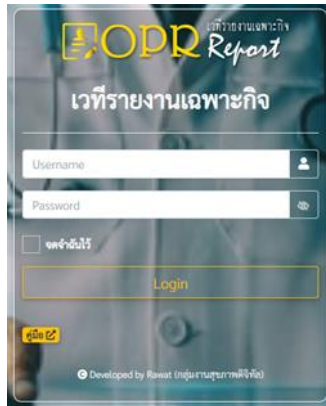 OPR เวทีรายงานเฉพาะกิจ
Report
เวทีรายงานเฉพาะกิจ
Username
Password
จดจำฉันไว้
Login
คู่มือ
Developed by Rawat (กลุ่มงานสุขภาพดิจิทัล)